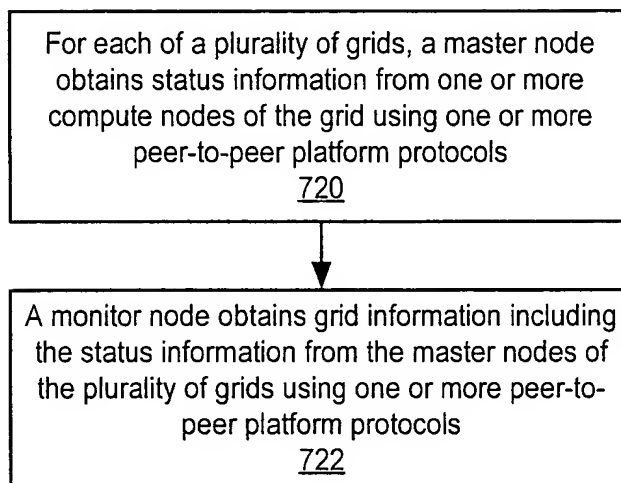 For each of a plurality of grids, a master node
obtains status information from one or more
compute nodes of the grid using one or more
peer-to-peer platform protocols
720
A monitor node obtains grid information including
the status information from the master nodes of
the plurality of grids using one or more peer-to-
peer platform protocols
722